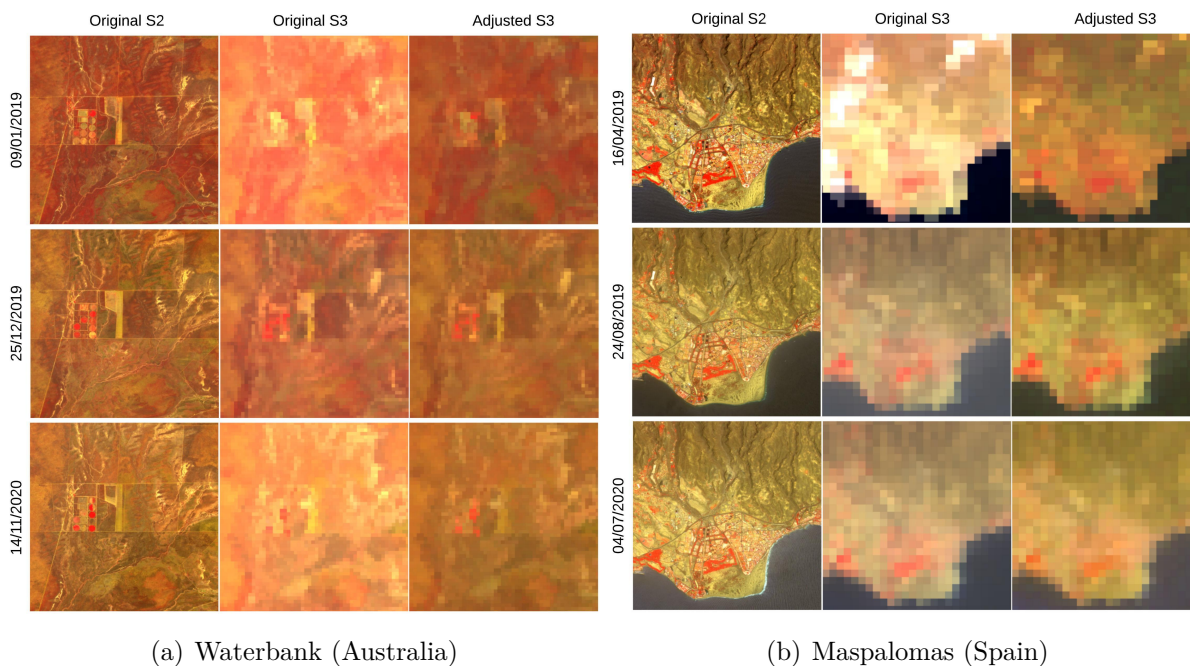 Original S2 Original S3 Adjusted S3
09/01/2019
25/12/2019
14/11/2020
(a) Waterbank (Australia)
Original S2 Original S3 Adjusted S3
16/04/2019
24/08/2019
04/07/2020
(b) Maspalomas (Spain)